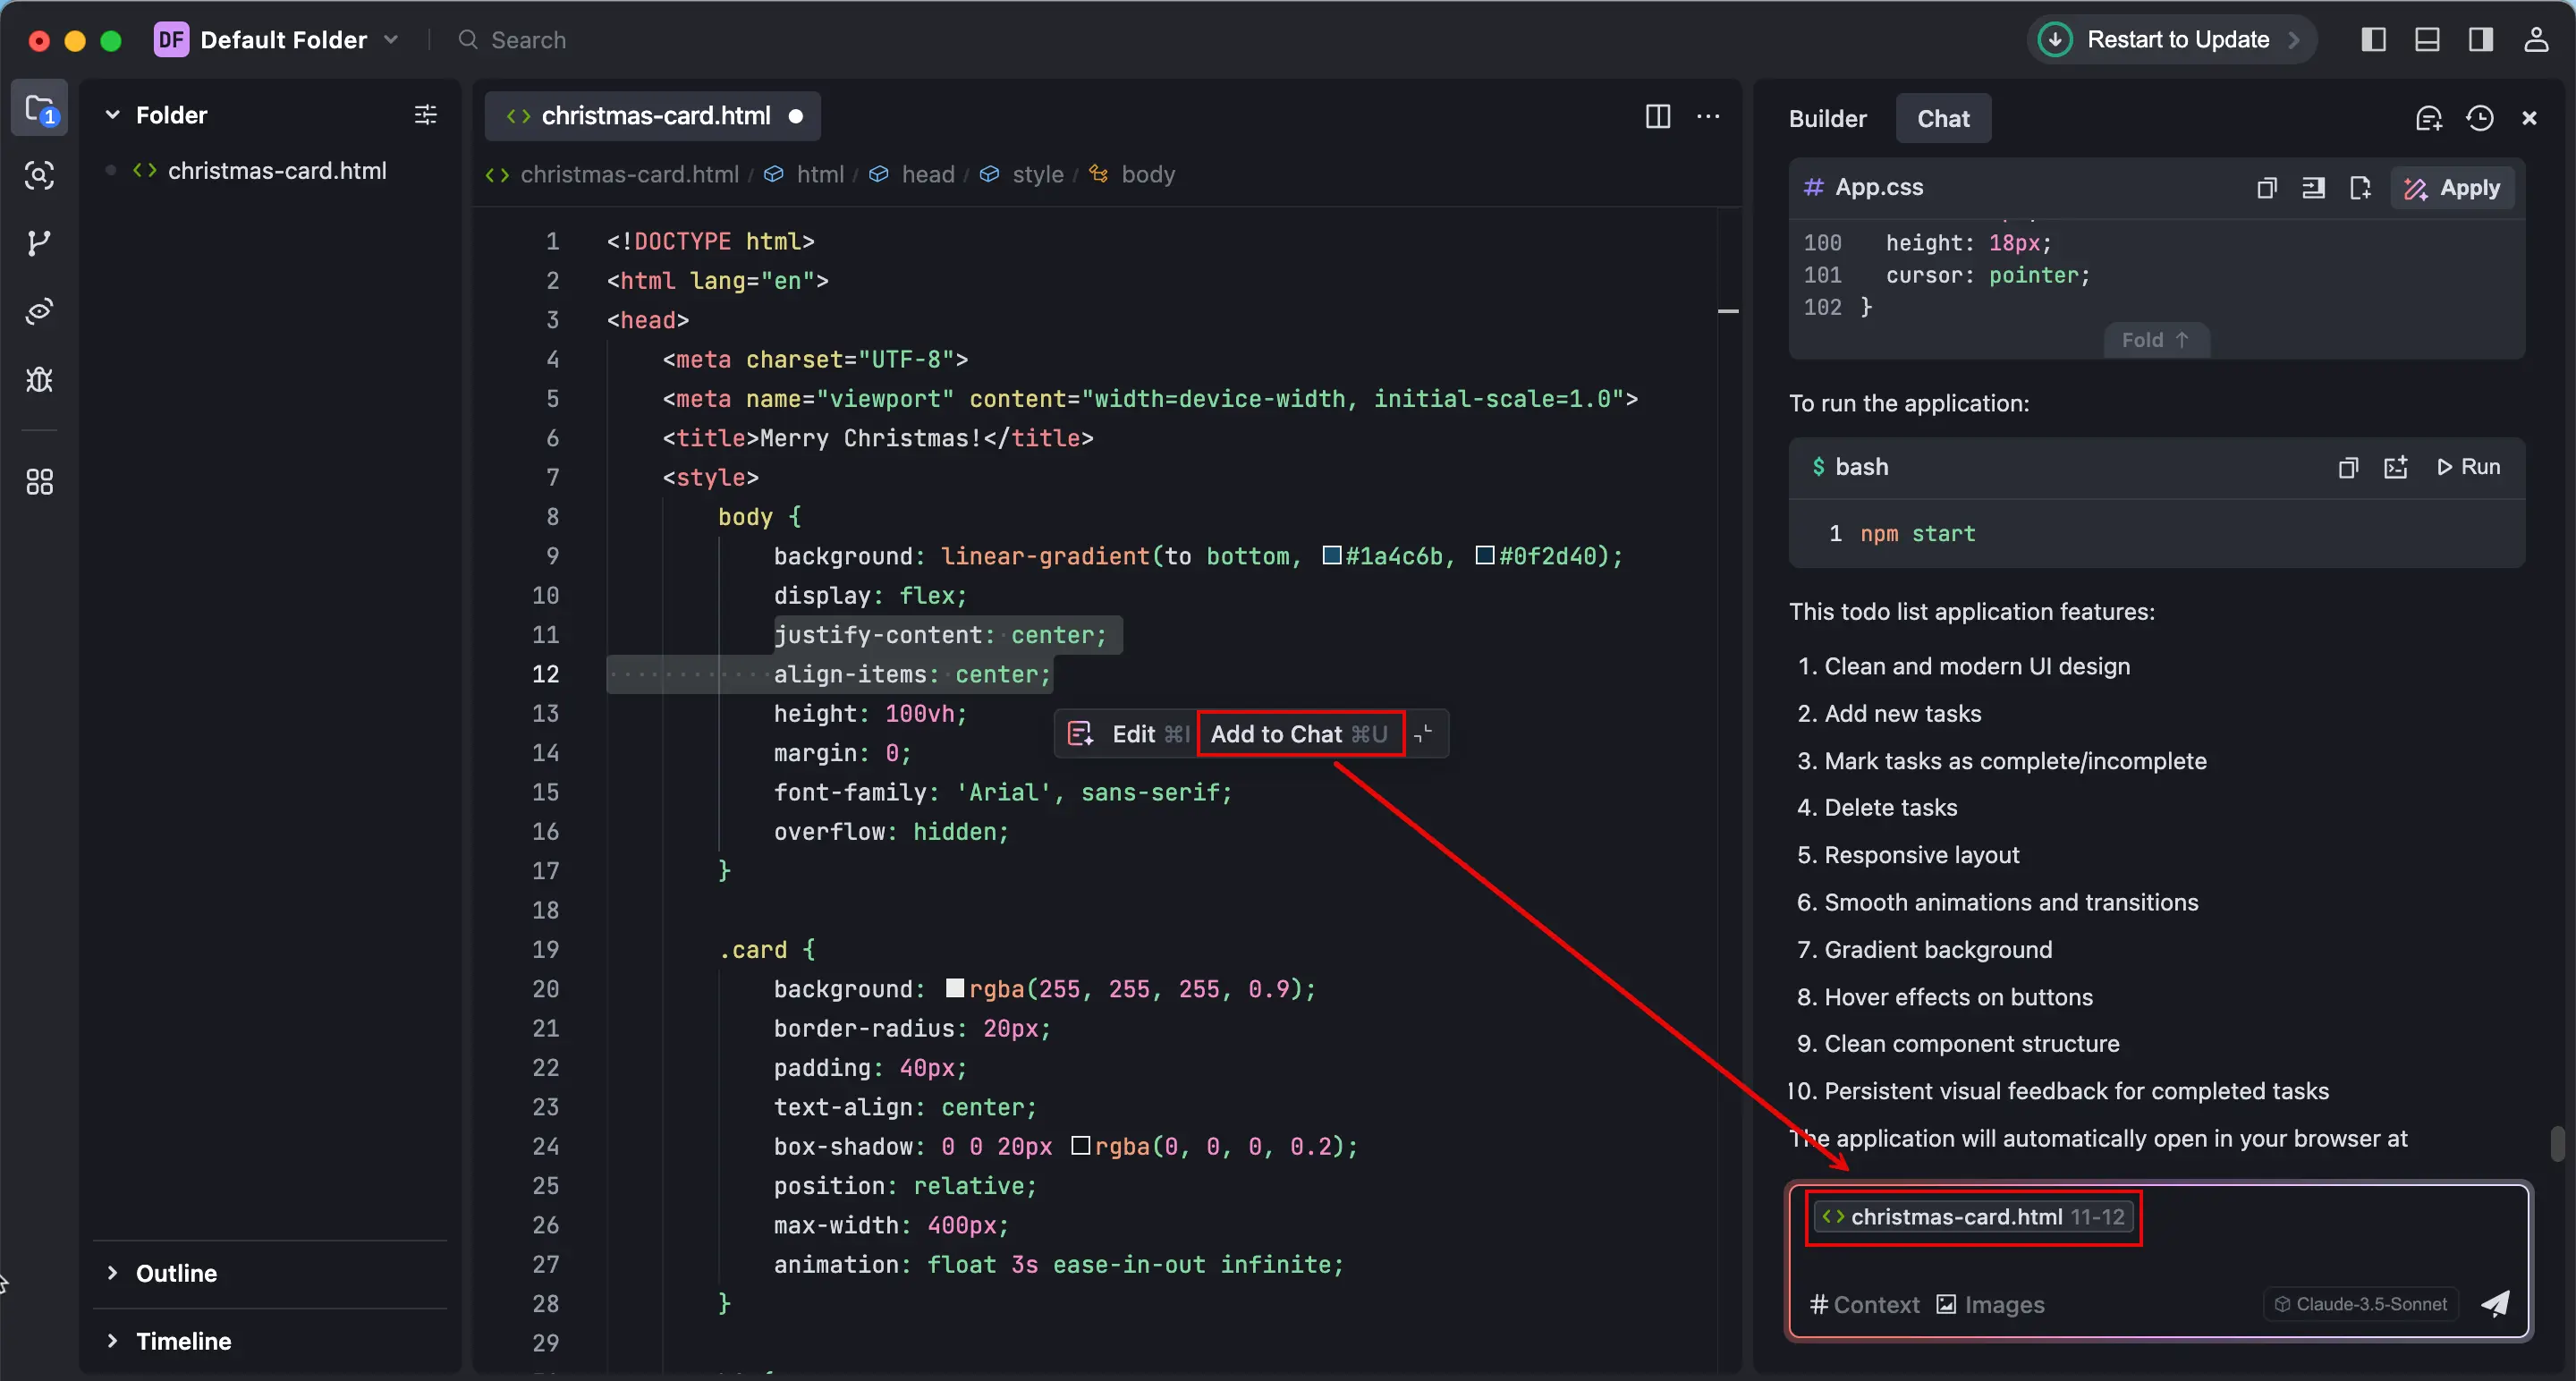 DF Default Folder
Search
Restart to Update
1
Folder
christmas-card.html
Outline
Timeline
<> christmas-card.html
<> christmas-card.html / html / head / style / body
1 <!DOCTYPE html>
2 <html lang="en">
3 <head>
4 <meta charset="UTF-8">
5 <meta name="viewport" content="width=device-width, initial-scale=1.0">
6 <title>Merry Christmas!</title>
7 <style>
8 body {
9 background: linear-gradient(to bottom, #1a4c6b, #0f2d40);
10 display: flex;
11 justify-content: center;
12 align-items: center;
13 height: 100vh;
14 margin: 0;
15 font-family: 'Arial', sans-serif;
16 overflow: hidden;
17 }
18
19 .card {
20 background: rgba(255, 255, 255, 0.9);
21 border-radius: 20px;
22 padding: 40px;
23 text-align: center;
24 box-shadow: 0 0 20px rgba(0, 0, 0, 0.2);
25 position: relative;
26 max-width: 400px;
27 animation: float 3s ease-in-out infinite;
28 }
29
Edit ⌘I Add to Chat ⌘U
Builder Chat
# App.css
Apply
100 height: 18px;
101 cursor: pointer;
102 }
Fold ↑
To run the application:
$ bash
Run
1 npm start
This todo list application features:
1. Clean and modern UI design
2. Add new tasks
3. Mark tasks as complete/incomplete
4. Delete tasks
5. Responsive layout
6. Smooth animations and transitions
7. Gradient background
8. Hover effects on buttons
9. Clean component structure
10. Persistent visual feedback for completed tasks
The application will automatically open in your browser at
<> christmas-card.html 11-12
# Context Images
Claude-3.5-Sonnet